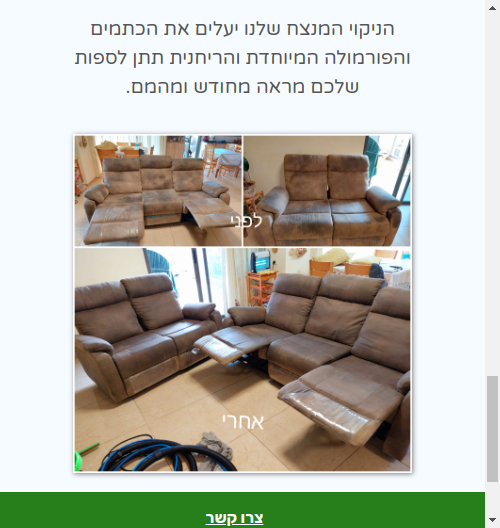 הניקוי המנצח שלנו יעלים את הכתמים
והפורמולה המיוחדת והריחנית תתן לספות
שלכם מראה מחודש ומהמם.
לפני
אחרי
צרו קשר